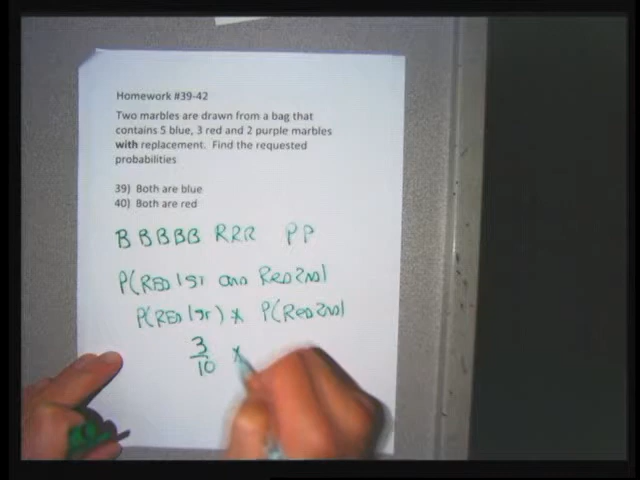 Homework #39-42
Two marbles are drawn from a bag that
contains 5 blue, 3 red and 2 purple marbles
with replacement. Find the requested
probabilities
39) Both are blue
40) Both are red
B B B B B R R R P P
P(RED 1ST AND RED 2ND)
P(RED 1ST) * P(RED 2ND)
3/10 *